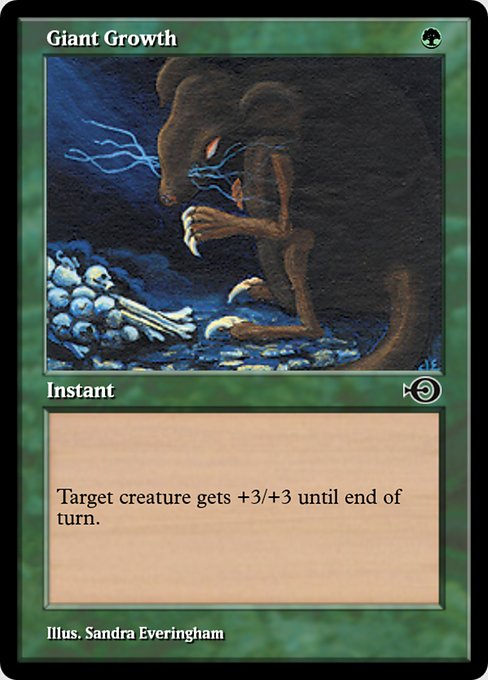 Giant Growth
Instant
Target creature gets +3/+3 until end of
turn.
Illus. Sandra Everingham